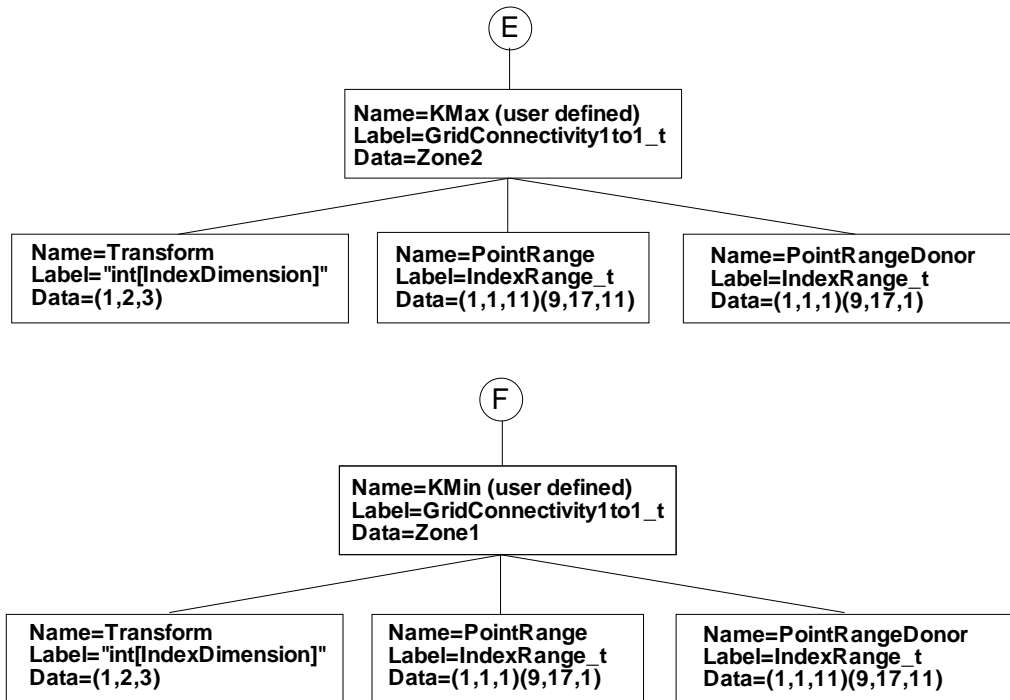 E
Name=KMax (user defined)
Label=GridConnectivity1to1_t
Data=Zone2
Name=Transform
Label="int[IndexDimension]"
Data=(1,2,3)
Name=PointRange
Label=IndexRange_t
Data=(1,1,11)(9,17,11)
Name=PointRangeDonor
Label=IndexRange_t
Data=(1,1,1)(9,17,1)
F
Name=KMin (user defined)
Label=GridConnectivity1to1_t
Data=Zone1
Name=Transform
Label="int[IndexDimension]"
Data=(1,2,3)
Name=PointRange
Label=IndexRange_t
Data=(1,1,1)(9,17,1)
Name=PointRangeDonor
Label=IndexRange_t
Data=(1,1,11)(9,17,11)